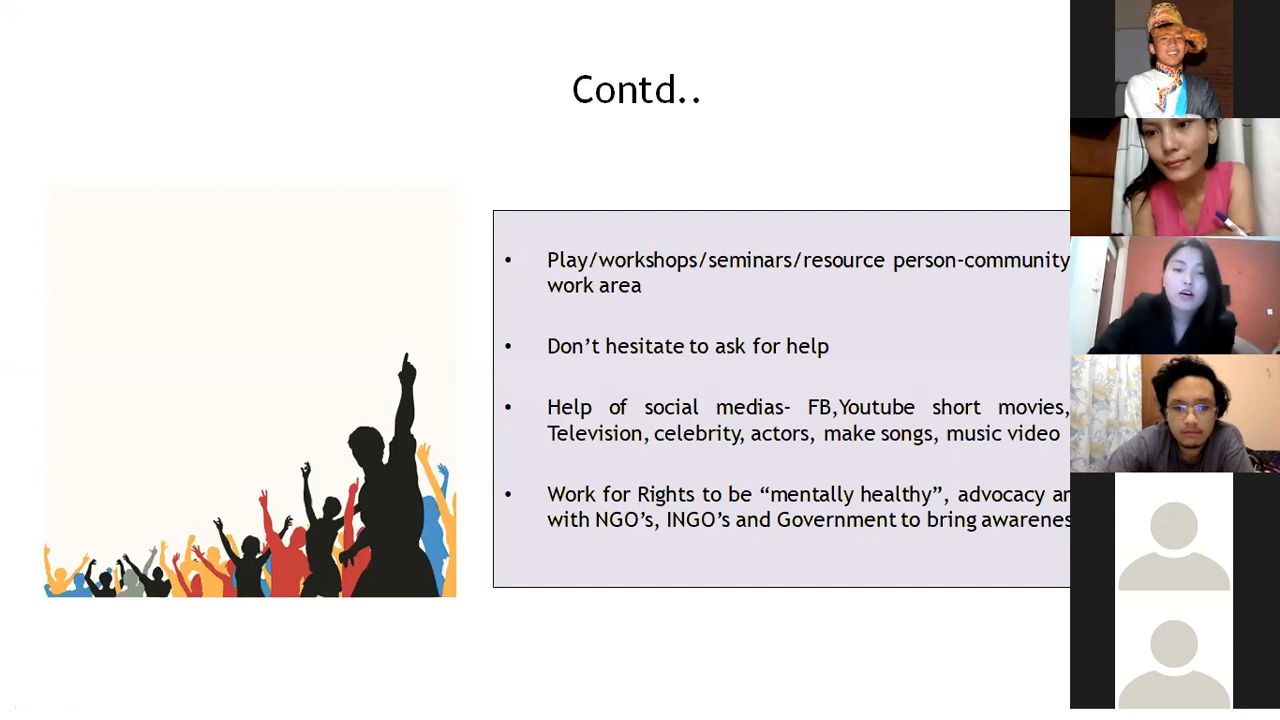 Contd..
• Play/workshops/seminars/resource person-community
work area
• Don’t hesitate to ask for help
• Help of social medias- FB,Youtube short movies,
Television, celebrity, actors, make songs, music video
• Work for Rights to be “mentally healthy”, advocacy
with NGO’s, INGO’s and Government to bring